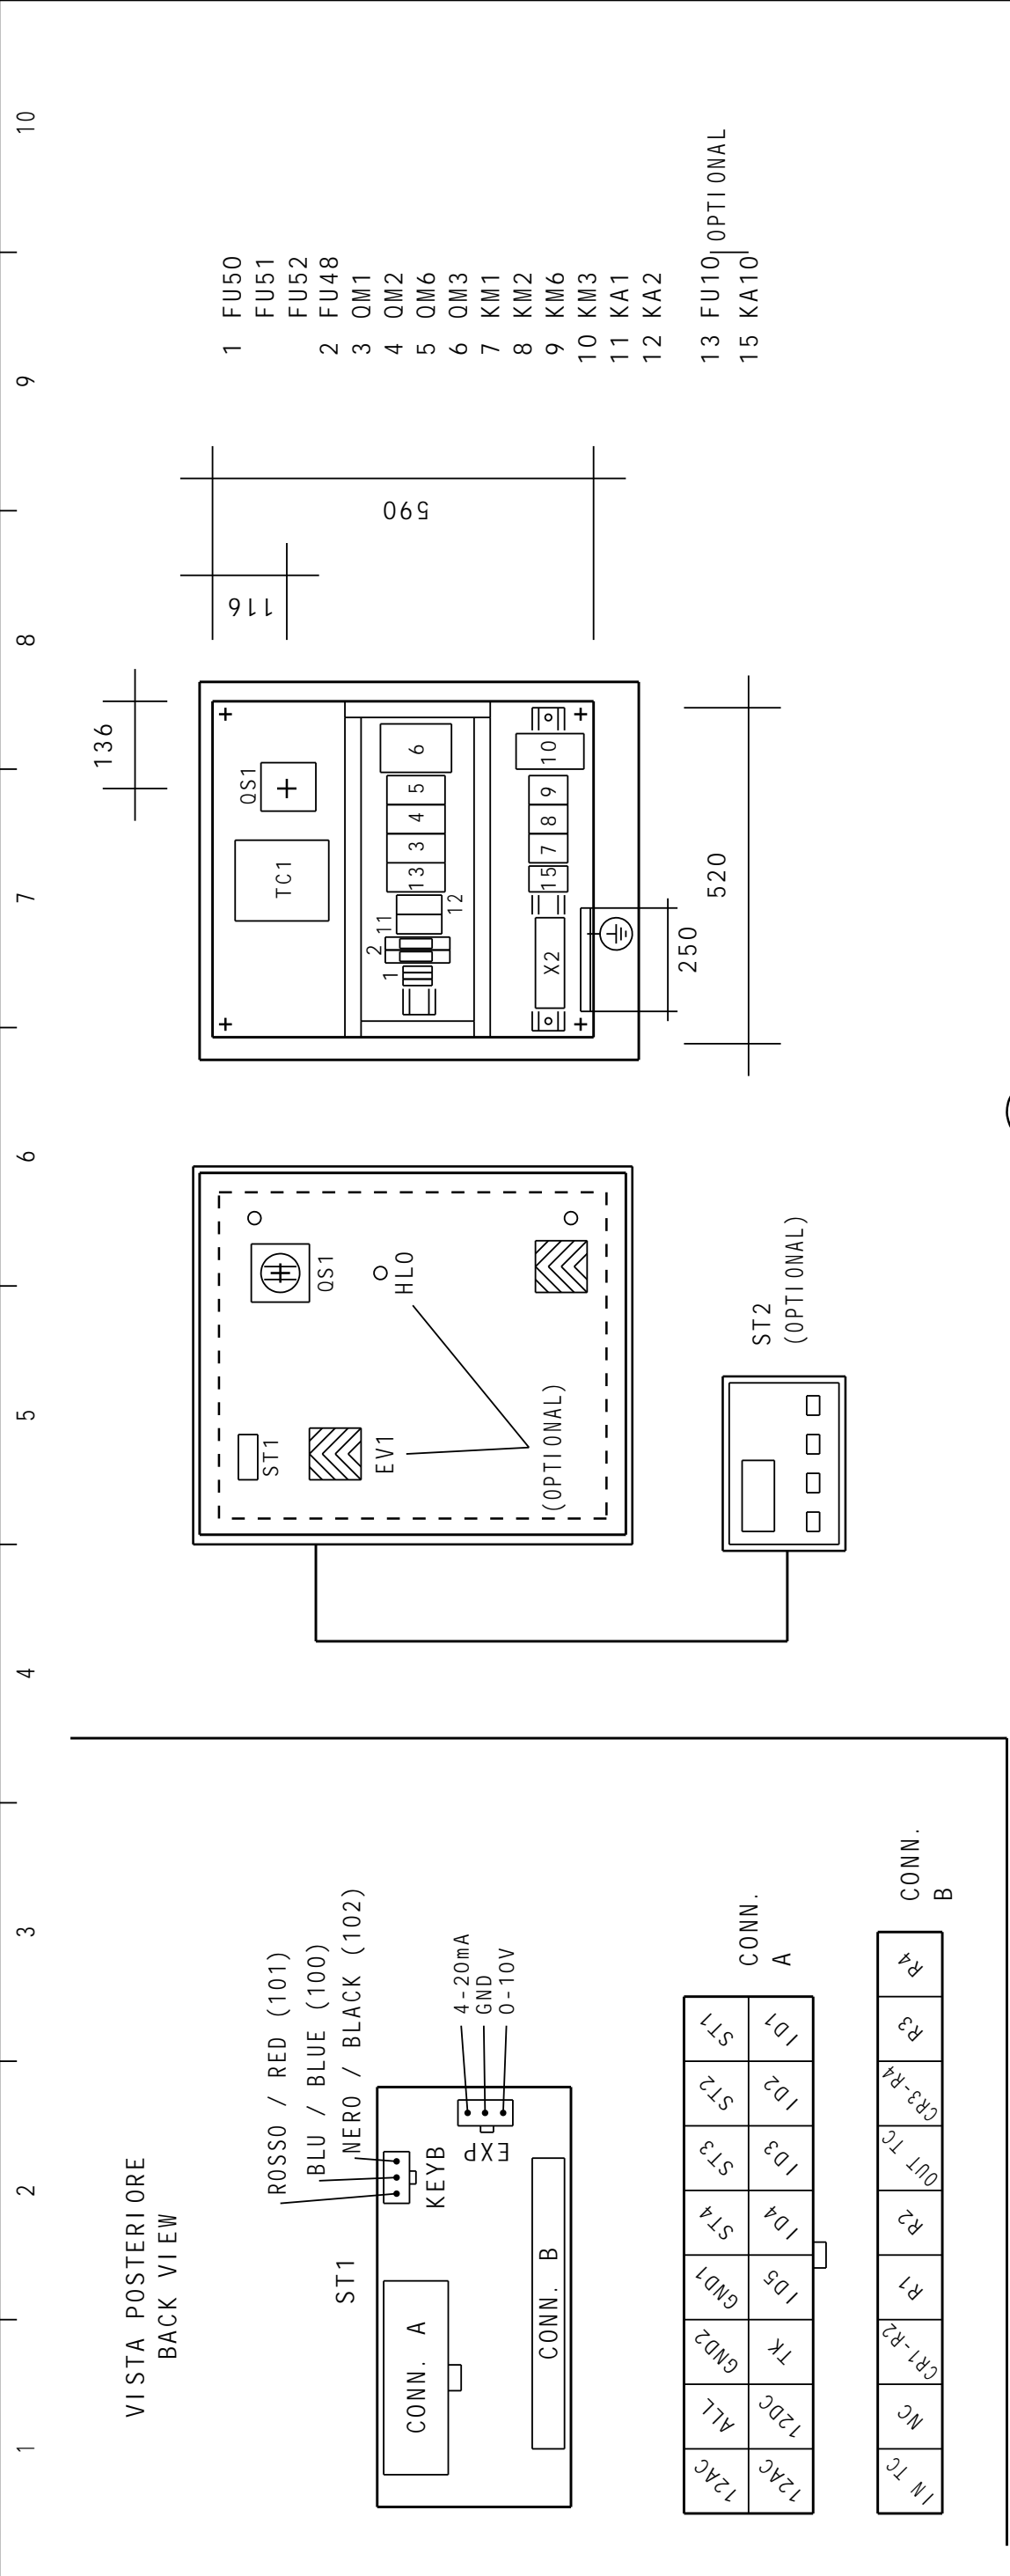 1
2
3
4
5
6
7
8
9
10
VISTA POSTERIORE
BACK VIEW
ROSSO / RED (101)
BLU / BLUE (100)
NERO / BLACK (102)
ST1
KEYB
EXP
4-20mA
GND
0-10V
CONN. A
CONN. B
12AC ALL GND2 GND1 ST4 ST3 ST2 ST1
12AC 12DC TK ID5 ID4 ID3 ID2 ID1
CONN.
A
IN TC NC CR1-R2 R1 R2 OUT TC CR3-R4 R3 R4
CONN.
B
ST1
QS1
EV1
HL0
(OPTIONAL)
ST2
(OPTIONAL)
136
QS1
TC1
1
2
11
12
13
3
4
5
6
X2
15
7
8
9
10
250
520
116
590
1 FU50
FU51
FU52
2 FU48
3 QM1
4 QM2
5 QM6
6 QM3
7 KM1
8 KM2
9 KM6
10 KM3
11 KA1
12 KA2
13 FU10
15 KA10
OPTIONAL